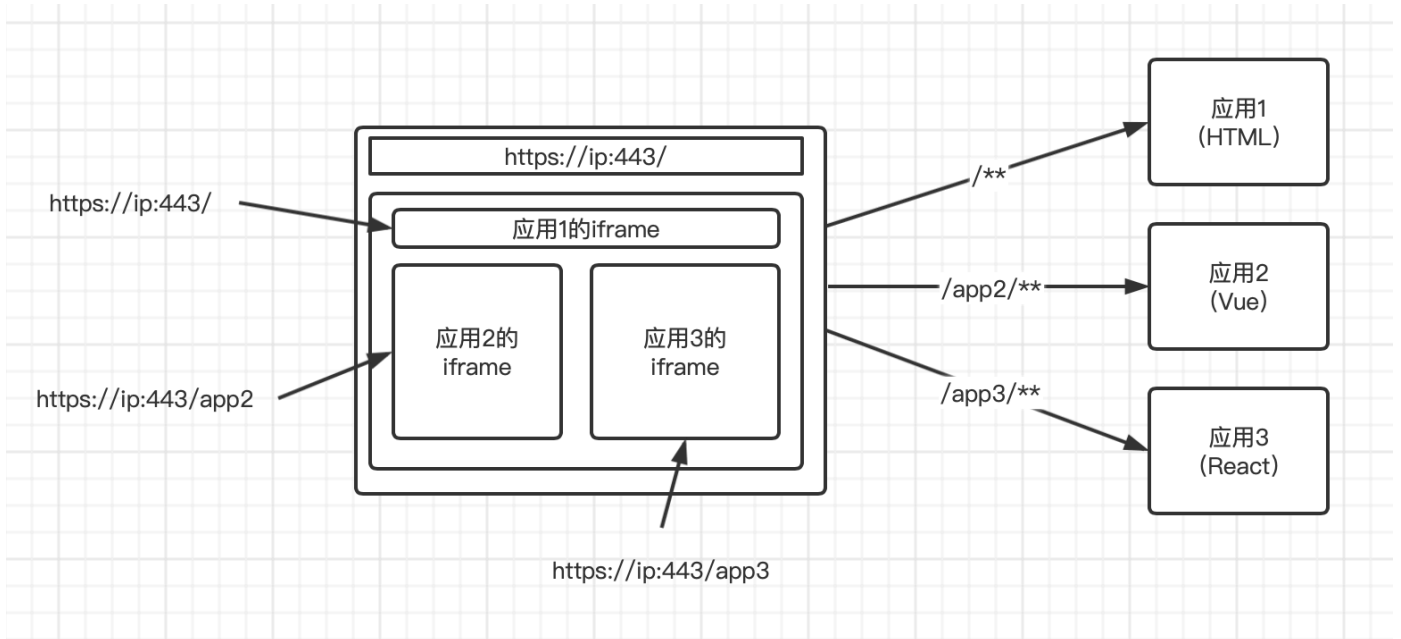 https://ip:443/
https://ip:443/
应用1的iframe
https://ip:443/app2
应用2的
iframe
应用3的
iframe
https://ip:443/app3
/**
应用1
(HTML)
/app2/**
应用2
(Vue)
/app3/**
应用3
(React)